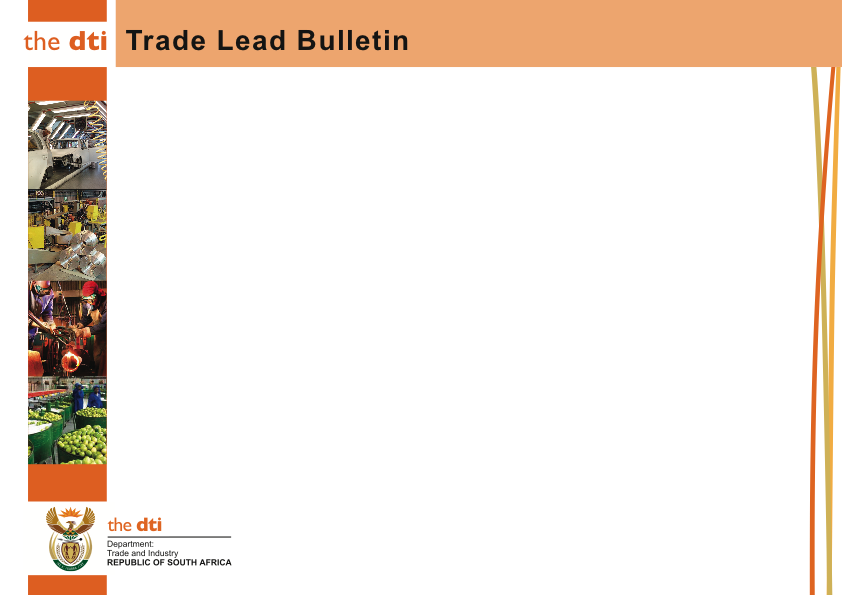 the dti
Trade Lead Bulletin
the dti
Department:
Trade and Industry
REPUBLIC OF SOUTH AFRICA